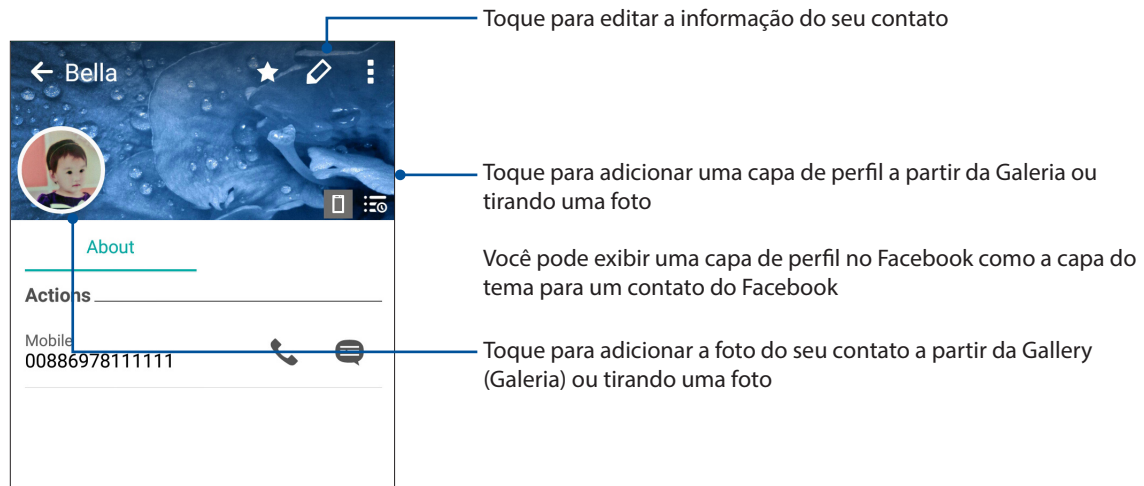 Toque para editar a informação do seu contato
Bella
Toque para adicionar uma capa de perfil a partir da Galeria ou
tirando uma foto
About
Você pode exibir uma capa de perfil no Facebook como a capa do
tema para um contato do Facebook
Actions
Mobile
00886978111111
Toque para adicionar a foto do seu contato a partir da Gallery
(Galeria) ou tirando uma foto